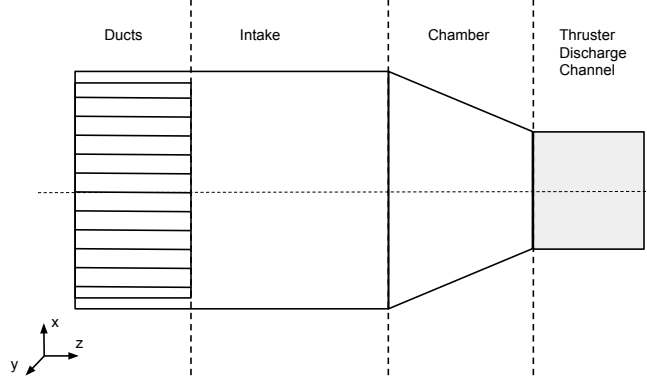 Ducts
Intake
Chamber
Thruster
Discharge
Channel
x
z
y